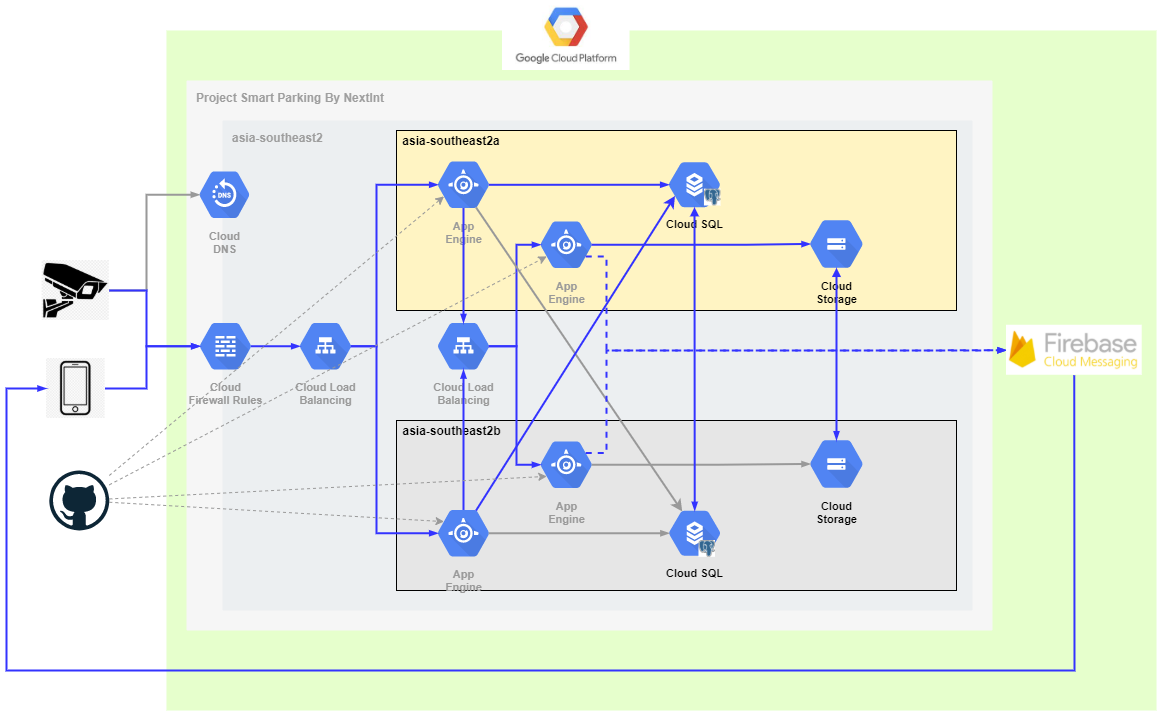 Google Cloud Platform
Project Smart Parking By NextInt
asia-southeast2
asia-southeast2a
DNS
Cloud
DNS
App
Engine
Cloud SQL
App
Engine
Cloud
Storage
Cloud
Firewall Rules
Cloud Load
Balancing
Cloud Load
Balancing
Firebase
Cloud Messaging
asia-southeast2b
App
Engine
Cloud
Storage
App
Engine
Cloud SQL